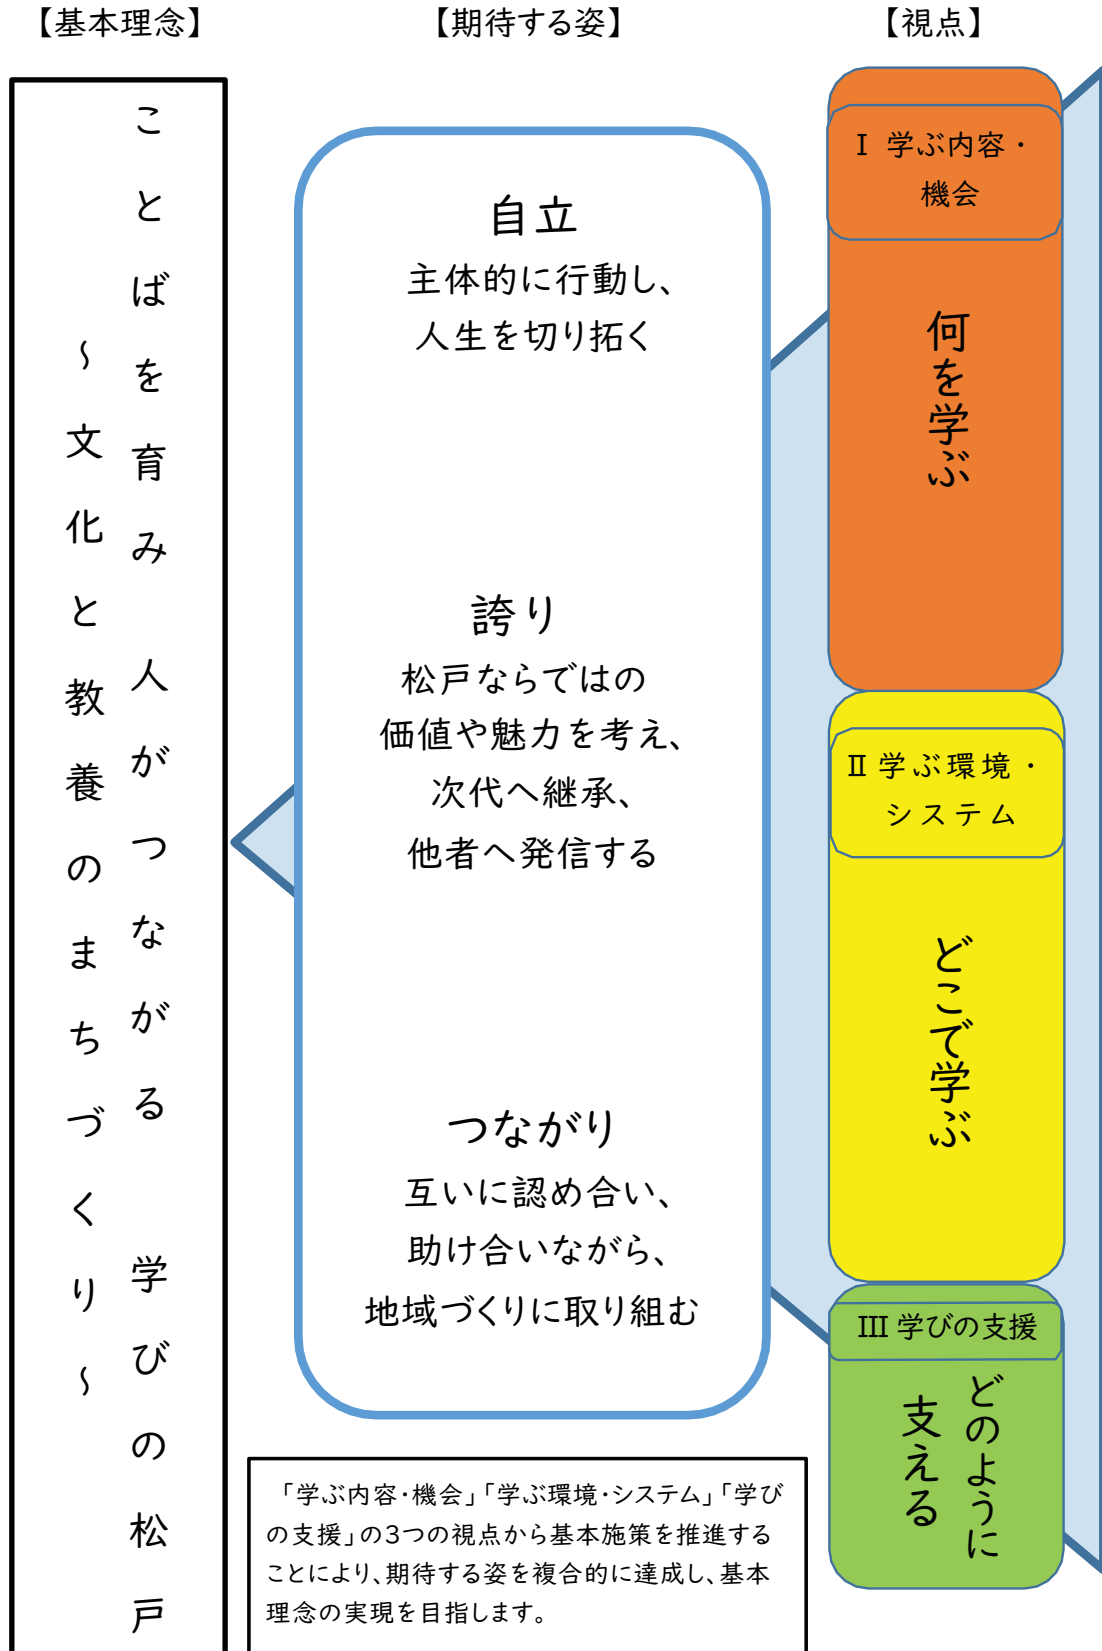 【基本理念】
【期待する姿】
【視点】
ことばを育み 人がつながる 学びの松戸
~文化と教養のまちづくり~
自立
主体的に行動し、
人生を切り拓く
誇り
松戸ならではの
価値や魅力を考え、
次代へ継承、
他者へ発信する
つながり
互いに認め合い、
助け合いながら、
地域づくりに取り組む
Ⅰ 学ぶ内容・
機会
何を学ぶ
Ⅱ 学ぶ環境・
システム
どこで学ぶ
Ⅲ 学びの支援
どのように
支える
「学ぶ内容・機会」「学ぶ環境・システム」「学び
の支援」の3つの視点から基本施策を推進する
ことにより、期待する姿を複合的に達成し、基本
理念の実現を目指します。